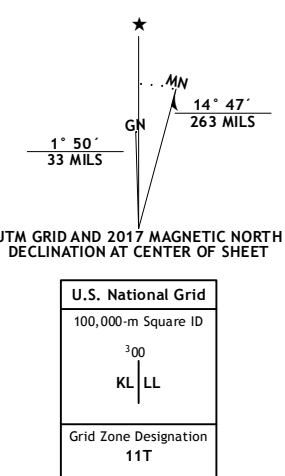 ★
MN
GN
14° 47´
263 MILS
1° 50´
33 MILS
UTM GRID AND 2017 MAGNETIC NORTH
DECLINATION AT CENTER OF SHEET
U.S. National Grid
100,000-m Square ID
³00
KL LL
Grid Zone Designation
11T